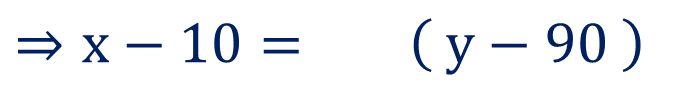 ⇒ x − 10 = ( y − 90 )